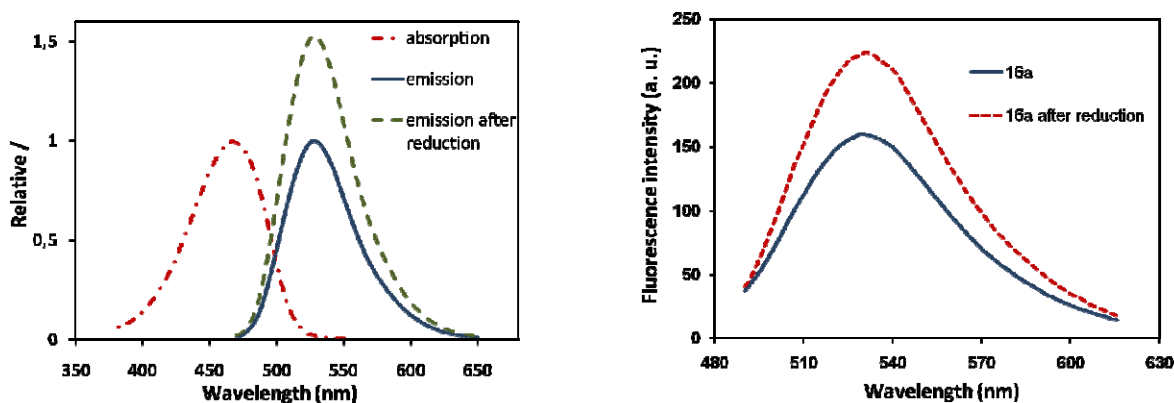 1,5
1
0,5
0
Relative /
absorption
emission
emission after
reduction
350 400 450 500 550 600 650
Wavelength (nm)
250
200
150
100
50
0
Fluorescence intensity (a. u.)
16a
16a after reduction
480 510 540 570 600 630
Wavelength (nm)